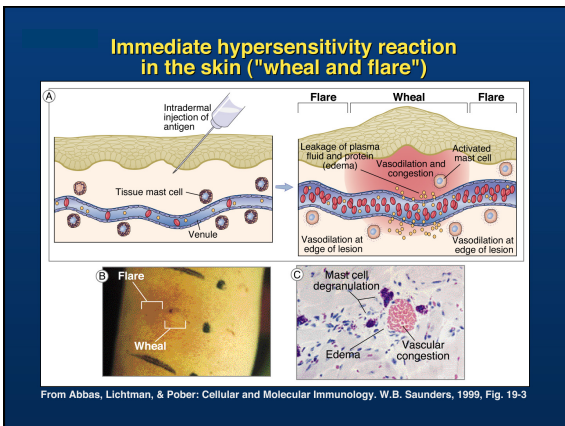 Immediate hypersensitivity reaction
in the skin ("wheal and flare")
A
Intradermal
injection of
antigen
Tissue mast cell
Venule
Flare
Wheal
Flare
Leakage of plasma
fluid and protein
(edema)
Vasodilation and
congestion
Activated
mast cell
Vasodilation at
edge of lesion
Vasodilation at
edge of lesion
B
Flare
Wheal
C
Mast cell
degranulation
Edema
Vascular
congestion
From Abbas, Lichtman, & Pober: Cellular and Molecular Immunology. W.B. Saunders, 1999, Fig. 19-3